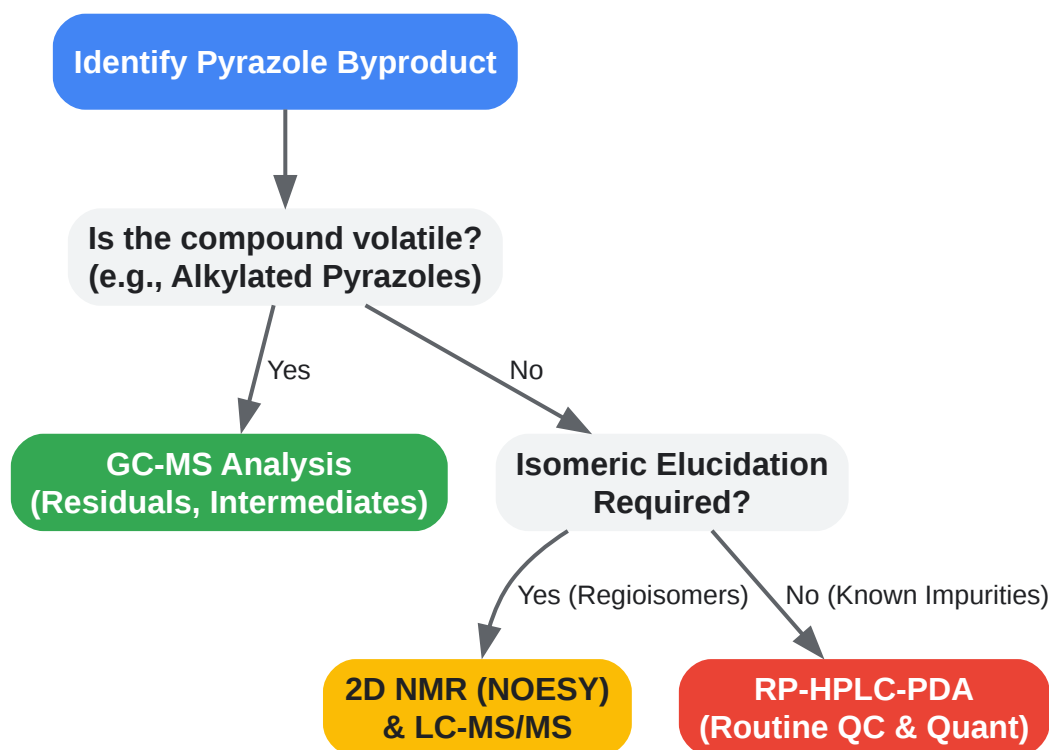 Identify Pyrazole Byproduct
Is the compound volatile?
(e.g., Alkylated Pyrazoles)
Yes
No
GC-MS Analysis
(Residuals, Intermediates)
Isomeric Elucidation
Required?
Yes (Regioisomers)
No (Known Impurities)
2D NMR (NOESY)
& LC-MS/MS
RP-HPLC-PDA
(Routine QC & Quant)